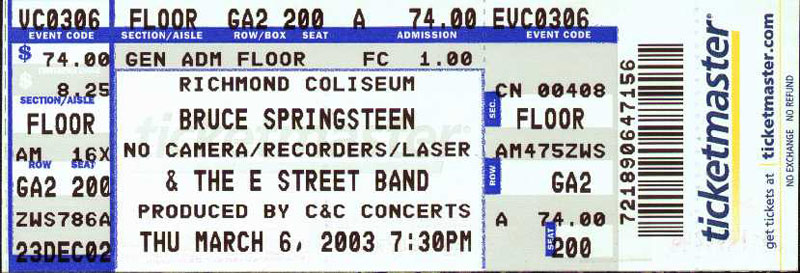 VC0306 FLOOR GA2 200 A 74.00 EVC0306
EVENT CODE SECTION/AISLE ROW/BOX SEAT ADMISSION EVENT CODE
$ 74.00 GEN ADM FLOOR FC 1.00
8.25 RICHMOND COLISEUM CN 00408
SECTION/AISLE
FLOOR BRUCE SPRINGSTEEN SEC. FLOOR
AM 16X NO CAMERA/RECORDERS/LASER AM475ZWS
ROW SEAT
GA2 200 & THE E STREET BAND ROW GA2
ZWS786A PRODUCED BY C&C CONCERTS A 74.00
23DEC02 THU MARCH 6, 2003 7:30PM SEAT 200
721890647156
ticketmaster®
get tickets at ticketmaster.com
NO EXCHANGE NO REFUND
ticketmaster